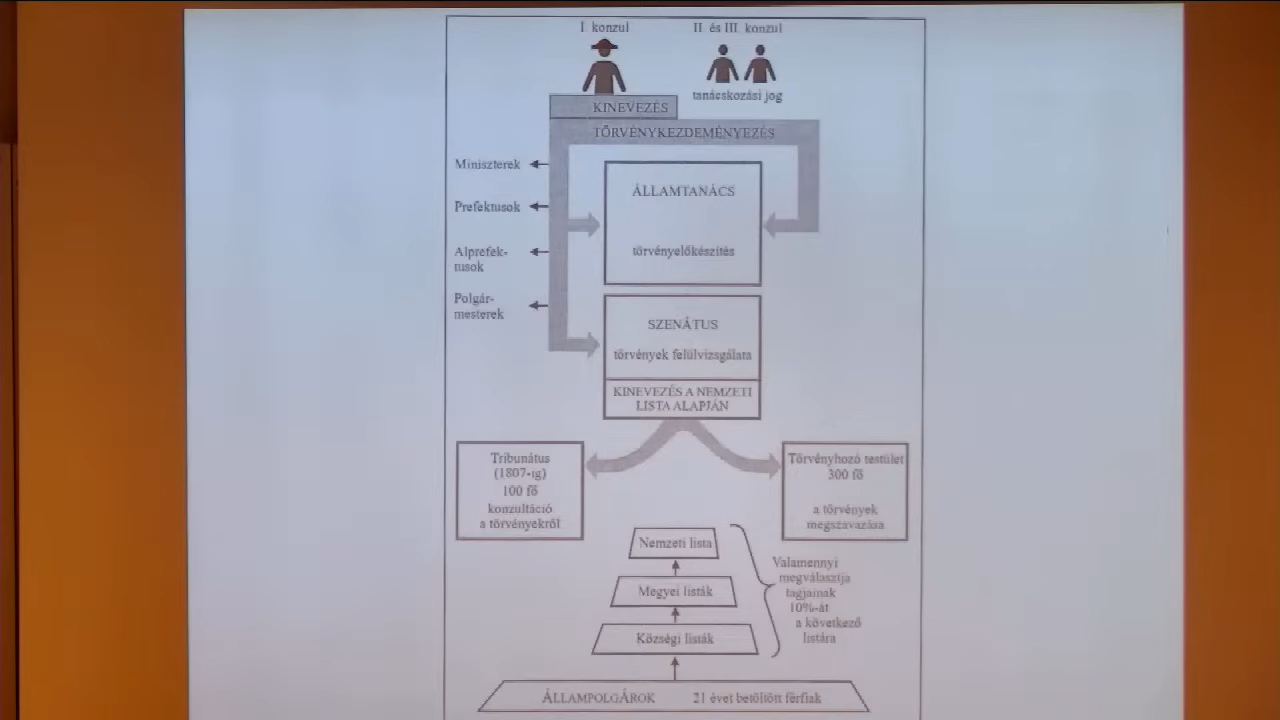 I. konzul
II. és III. konzul
tanácskozási jog
KINEVEZÉS
TÖRVÉNYKEZDEMÉNYEZÉS
Miniszterek
Prefektusok
Alprefek-
tusok
Polgár-
mesterek
ÁLLAMTANÁCS
törvényelőkészítés
SZENÁTUS
törvények felülvizsgálata
KINEVEZÉS A NEMZETI
LISTA ALAPJÁN
Tribunátus
(1807-ig)
100 fő
konzultáció
a törvényekről
Törvényhozó testület
300 fő
a törvények
megszavazása
Nemzeti lista
Megyei listák
Községi listák
Valamennyi
megválasztja
tagjainak
10%-át
a következő
listára
ÁLLAMPOLGÁROK 21 évet betöltött férfiak